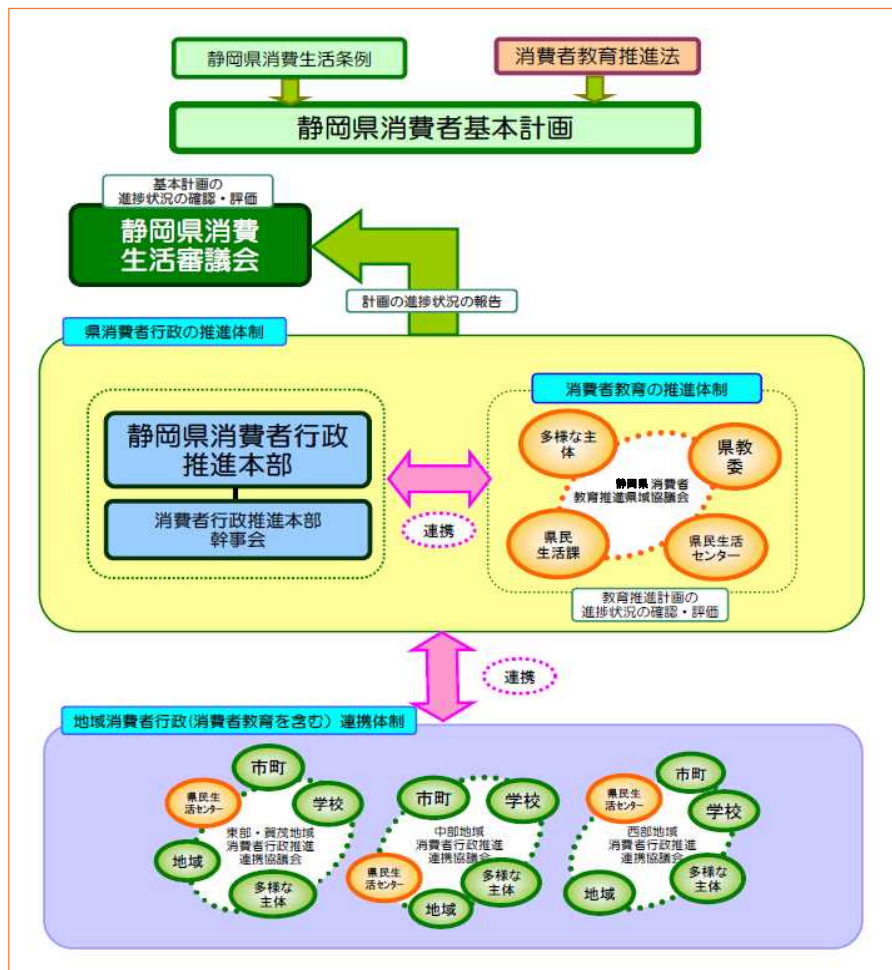 静岡県消費生活条例
消費者教育推進法
静岡県消費者基本計画
基本計画の
進捗状況の確認・評価
静岡県消費
生活審議会
計画の進捗状況の報告
県消費者行政の推進体制
静岡県消費者行政
推進本部
消費者行政推進本部
幹事会
連携
消費者教育の推進体制
多様な主
体
県教
委
静岡県 消費者
教育推進県域協議会
県民
生活課
県民生活
センター
教育推進計画の
進捗状況の確認・評価
連携
地域消費者行政(消費者教育を含む）連携体制
市町
県民生
活センター
学校
東部・賀茂地域
消費者行政推進
連携協議会
地域
多様な
主体
市町
学校
中部地域
消費者行政推進
連携協議会
県民生
活センター
多様な
主体
地域
市町
県民生
活センター
学校
西部地域
消費者行政推進
連携協議会
多様な
主体
地域